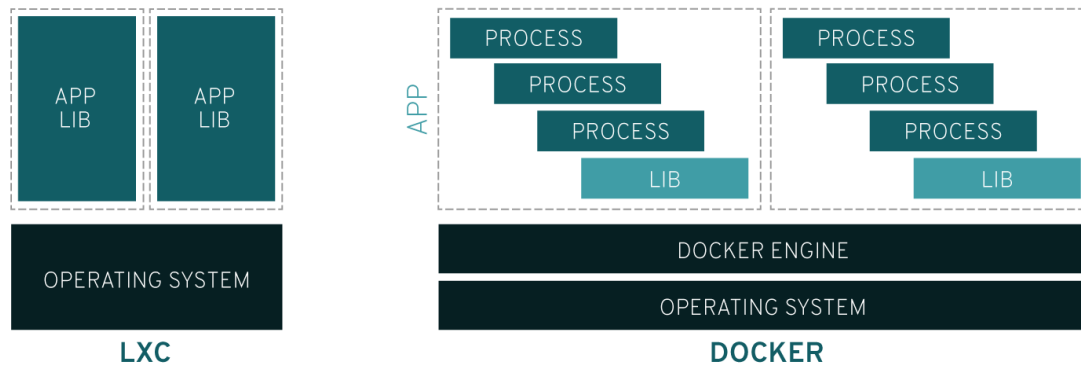 APP
LIB
APP
LIB
OPERATING SYSTEM
LXC
APP
PROCESS
PROCESS
PROCESS
LIB
PROCESS
PROCESS
PROCESS
LIB
DOCKER ENGINE
OPERATING SYSTEM
DOCKER